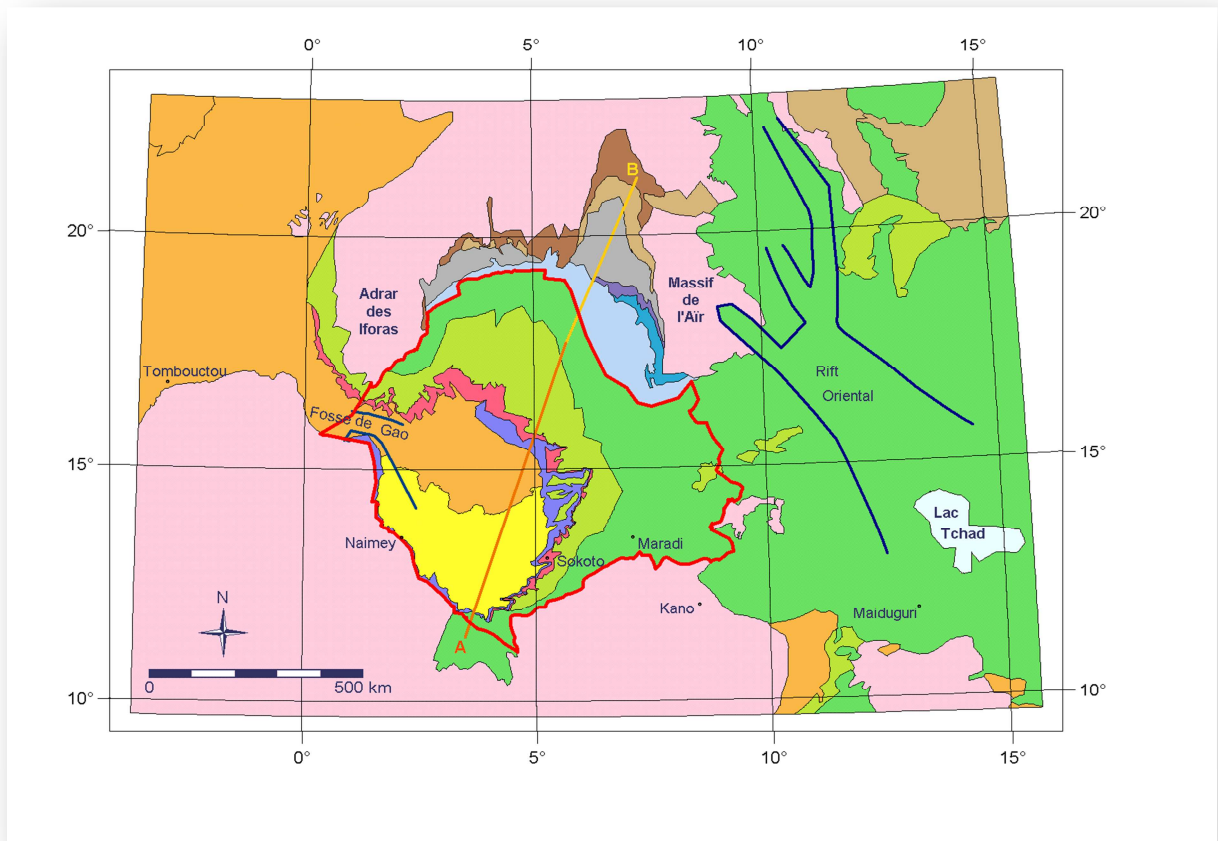 0° 5° 10° 15°
B
20° 20°
Massif
de
l'Aïr
Adrar
des
Iforas
Tombouctou
Rift
Oriental
Fosse de Gao
15° 15°
Lac
Tchad
Naimey
Maradi
Sokoto
Kano
Maiduguri
N
A
0 500 km
10° 10°
0° 5° 10° 15°